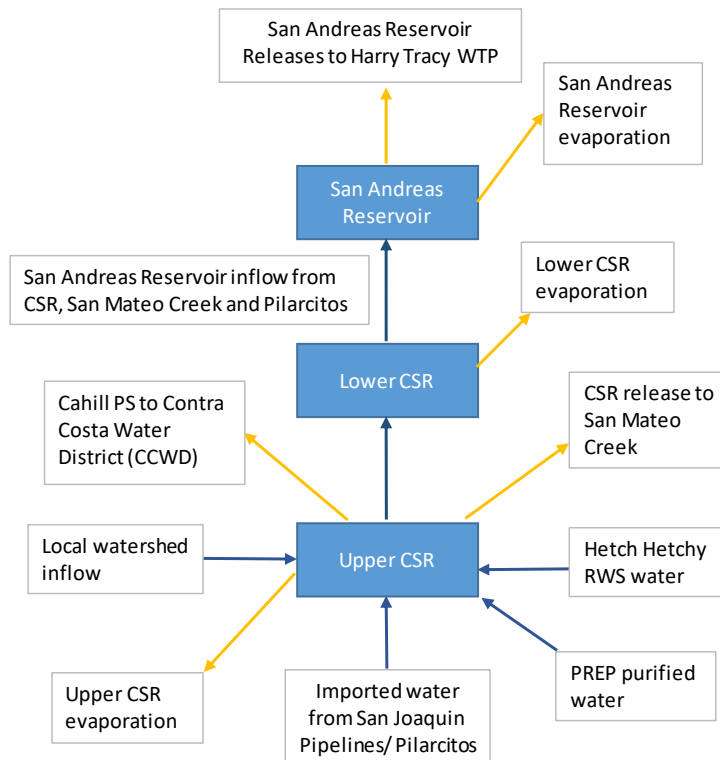 San Andreas Reservoir
Releases to Harry Tracy WTP
San Andreas
Reservoir
evaporation
San Andreas
Reservoir
San Andreas Reservoir inflow from
CSR, San Mateo Creek and Pilarcitos
Lower CSR
evaporation
Lower CSR
Cahill PS to Contra
Costa Water
District (CCWD)
CSR release to
San Mateo
Creek
Local watershed
inflow
Upper CSR
Hetch Hetchy
RWS water
Upper CSR
evaporation
Imported water
from San Joaquin
Pipelines/ Pilarcitos
PREP purified
water